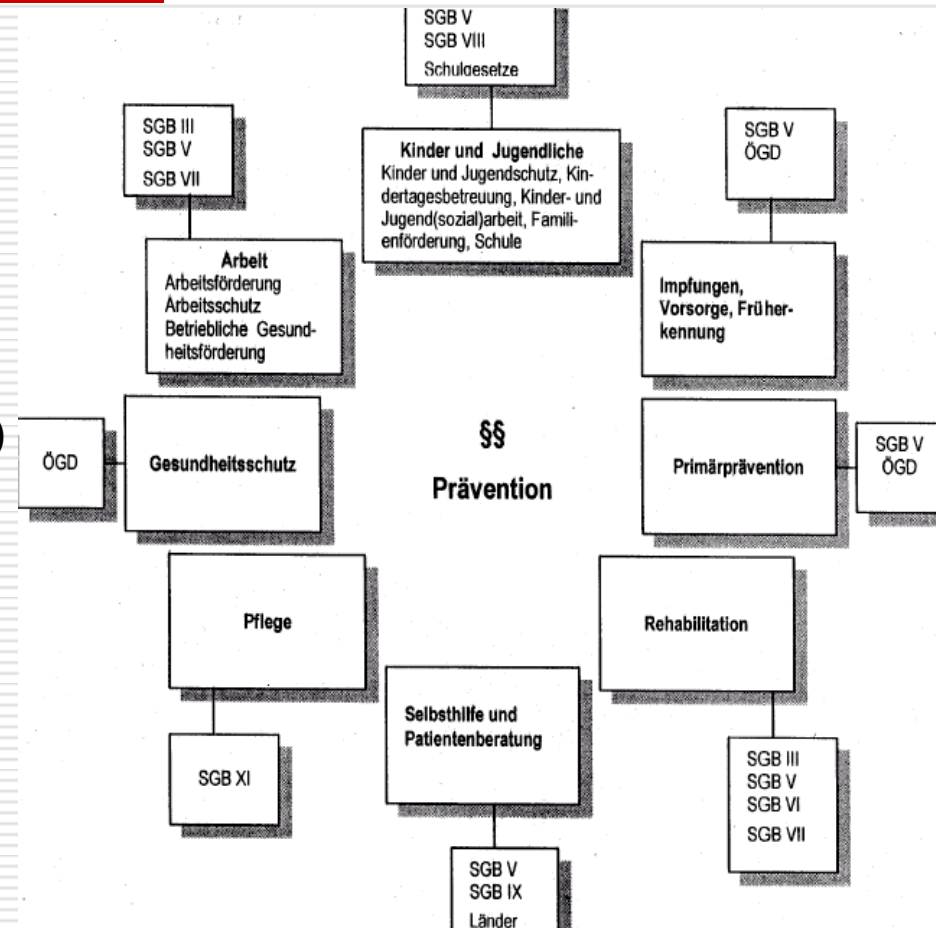 SGB V
SGB VIII
Schulgesetze
SGB III
SGB V
SGB VII
Kinder und Jugendliche
Kinder und Jugendschutz, Kin-
dertagesbetreuung, Kinder- und
Jugend(sozial)arbeit, Famili-
enförderung, Schule
SGB V
ÖGD
Arbeit
Arbeitsförderung
Arbeitsschutz
Betriebliche Gesund-
heitsförderung
Impfungen,
Vorsorge, Früher-
kennung
ÖGD
Gesundheitsschutz
§§
Prävention
Primärprävention
SGB V
ÖGD
Pflege
Rehabilitation
Selbsthilfe und
Patientenberatung
SGB XI
SGB III
SGB V
SGB VI
SGB VII
SGB V
SGB IX
Länder